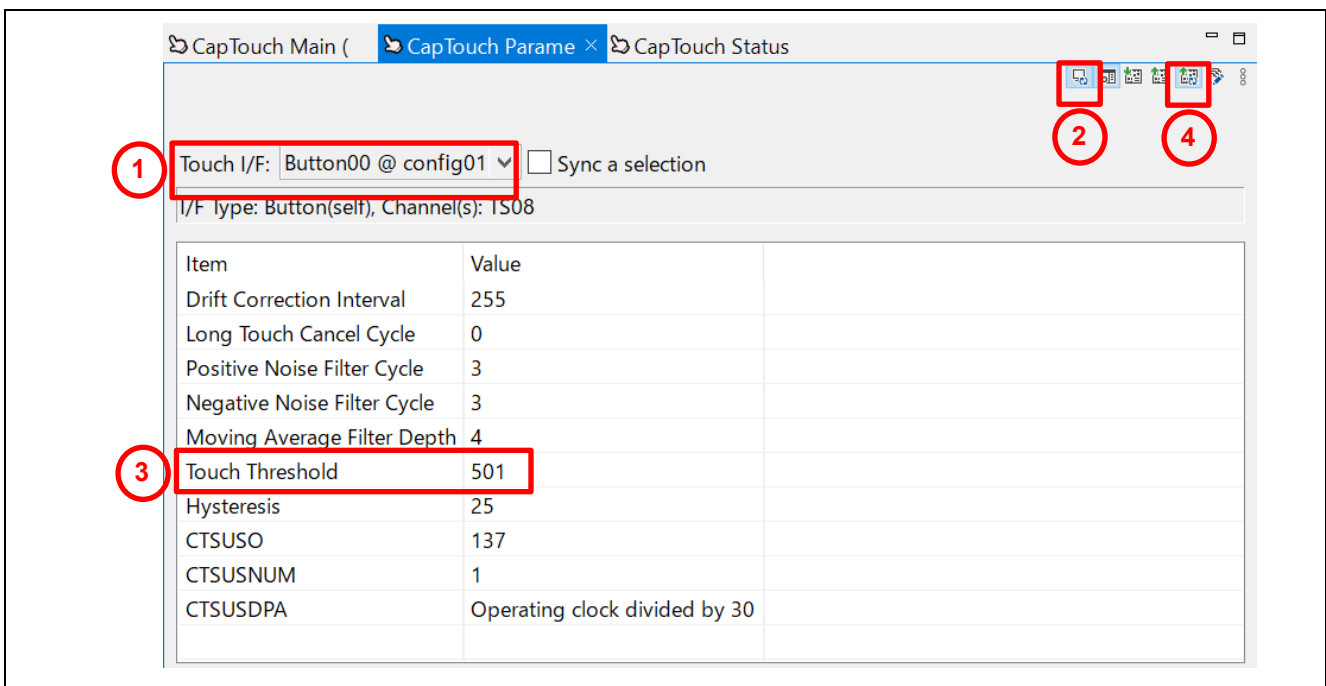 CapTouch Main ( CapTouch Parame × CapTouch Status
2 4
1 Touch I/F: Button00 @ config01 Sync a selection
I/F Type: Button(self), Channel(s): TS08
Item Value
Drift Correction Interval 255
Long Touch Cancel Cycle 0
Positive Noise Filter Cycle 3
Negative Noise Filter Cycle 3
Moving Average Filter Depth 4
3 Touch Threshold 501
Hysteresis 25
CTSUSO 137
CTSUSNUM 1
CTSUSDPA Operating clock divided by 30